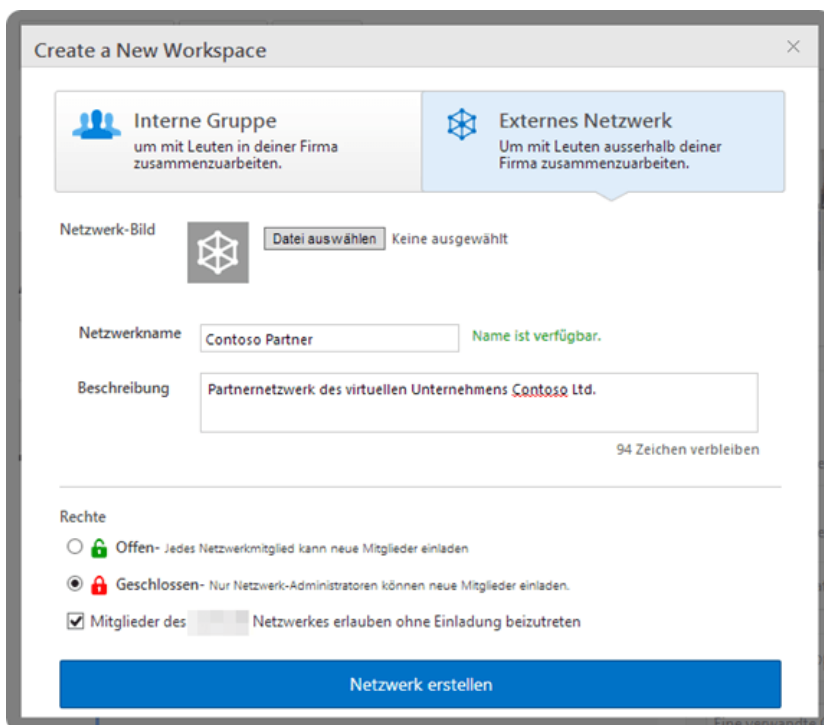 Create a New Workspace
Interne Gruppe
um mit Leuten in deiner Firma
zusammenzuarbeiten.
Externes Netzwerk
Um mit Leuten ausserhalb deiner
Firma zusammenzuarbeiten.
Netzwerk-Bild
Datei auswählen Keine ausgewählt
Netzwerkname Contoso Partner Name ist verfügbar.
Beschreibung Partnernetzwerk des virtuellen Unternehmens Contoso Ltd.
94 Zeichen verbleiben
Rechte
Offen- Jedes Netzwerkmitglied kann neue Mitglieder einladen
Geschlossen- Nur Netzwerk-Administratoren können neue Mitglieder einladen.
Mitglieder des Netzwerkes erlauben ohne Einladung beizutreten
Netzwerk erstellen
Eine verwandte